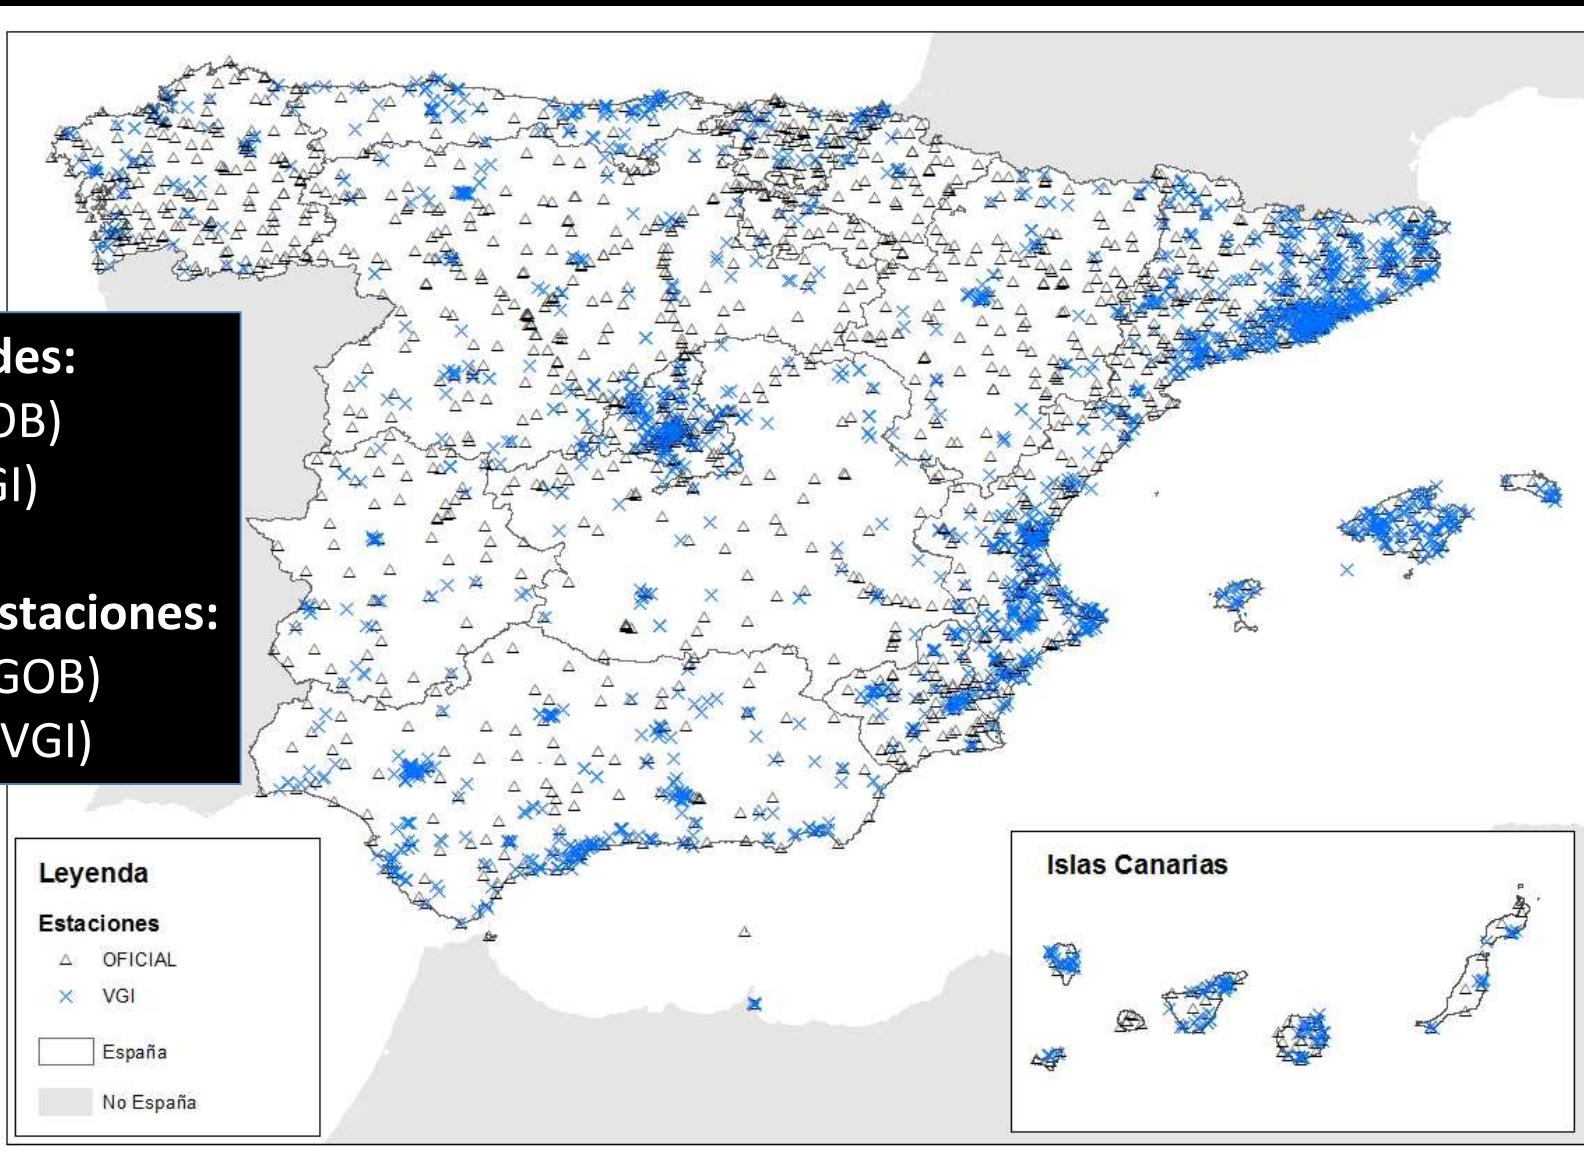 des:
OB)
GI)
staciones:
GOB)
VGI)
Leyenda
Estaciones
OFICIAL
VGI
España
No España
Islas Canarias